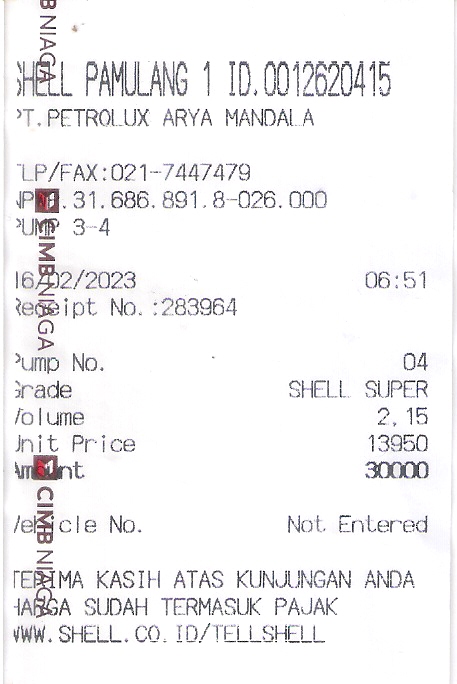 SHELL PAMULANG 1 ID.0012620415
PT.PETROLUX ARYA MANDALA
TLP/FAX:021-7447479
31.686.891.8-026.000
PUMP 3-4
16/02/2023 06:51
Receipt No.:283964
Pump No. 04
Grade SHELL SUPER
Volume 2,15
Unit Price 13950
Amount 30000
Vehicle No. Not Entered
TERIMA KASIH ATAS KUNJUNGAN ANDA
HARGA SUDAH TERMASUK PAJAK
WWW.SHELL.CO.ID/TELLSHELL
B NIAGA
CIMB NIAGA
CIMB NIAGA